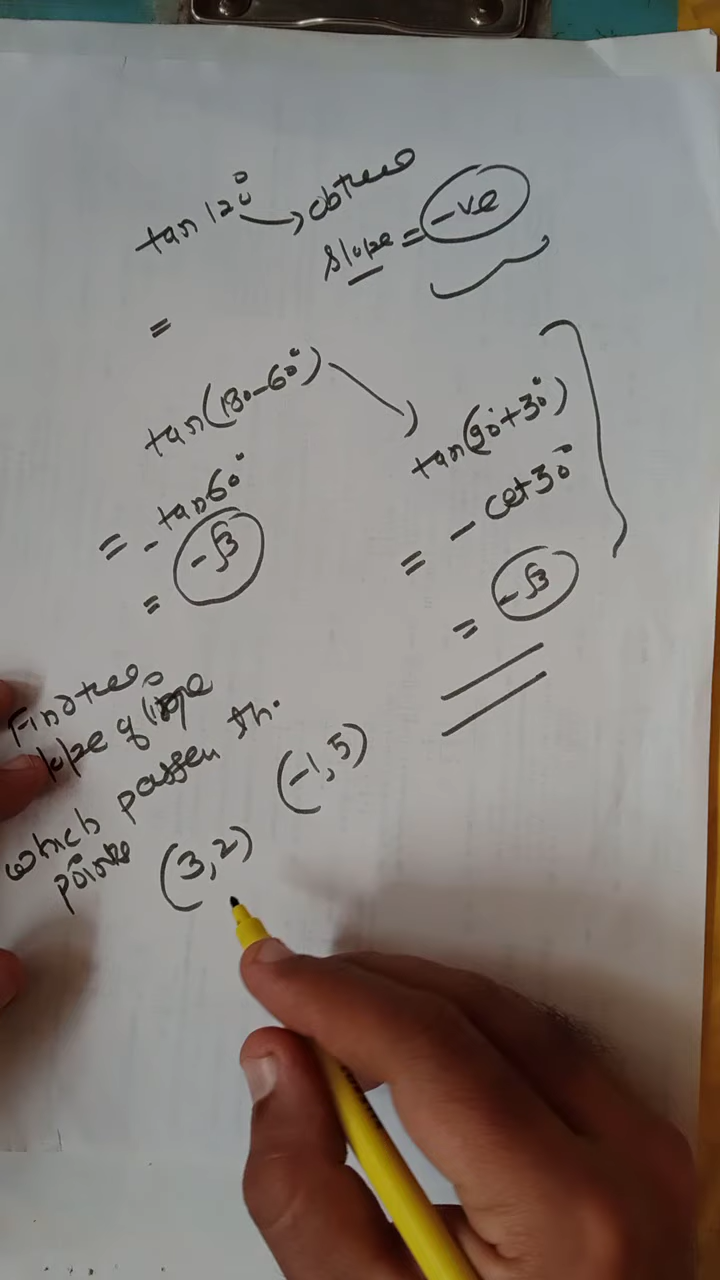 tan 120° → obtuse
slope = -ve
=
tan(180-60°)
= -tan60°
= -√3
tan(90°+30°)
= -cot30°
= -√3
Find the
slope of line
which passes th.
points (3,2) (-1,5)